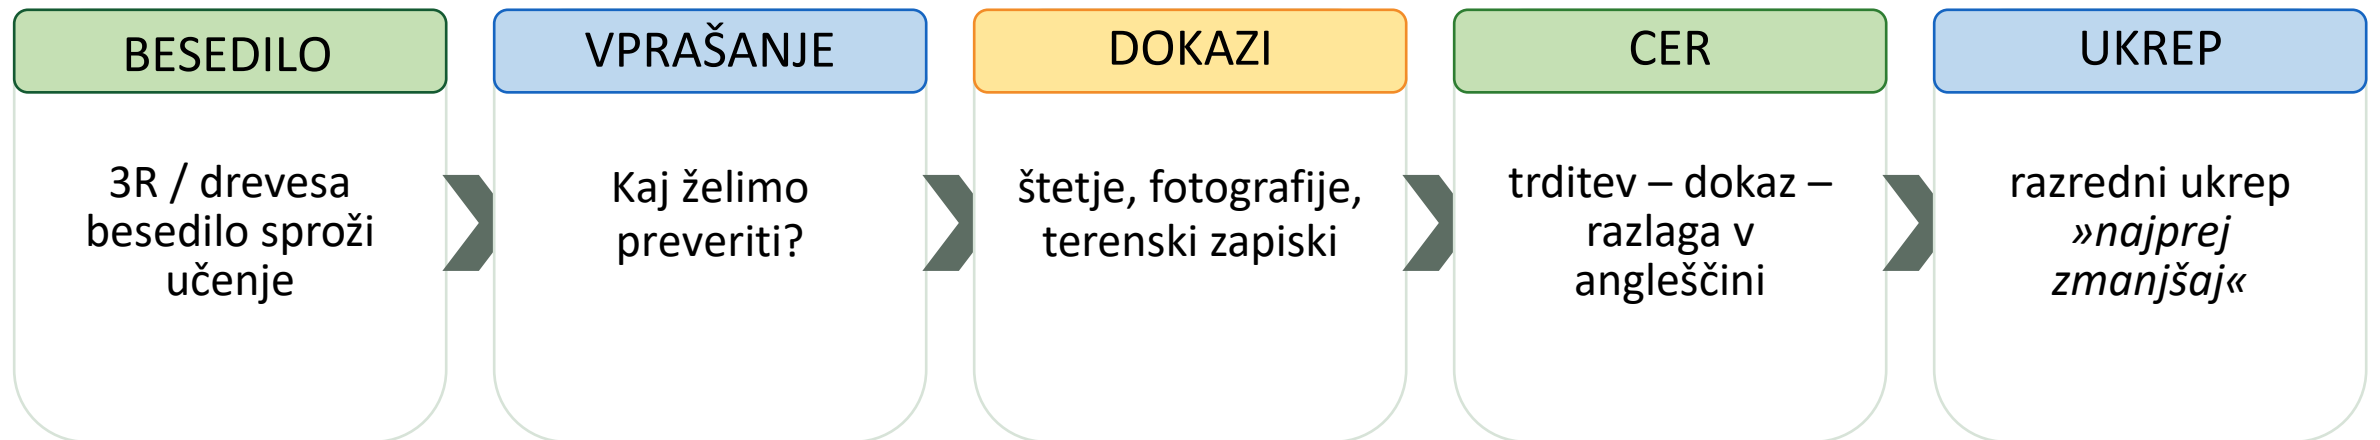 BESEDILO
3R / drevesa
besedilo sproži
učenje
VPRAŠANJE
Kaj želimo
preveriti?
DOKAZI
štetje, fotografije,
terenski zapiski
CER
trditev – dokaz –
razlaga v
angleščini
UKREP
razredni ukrep
»najprej
zmanjšaj«